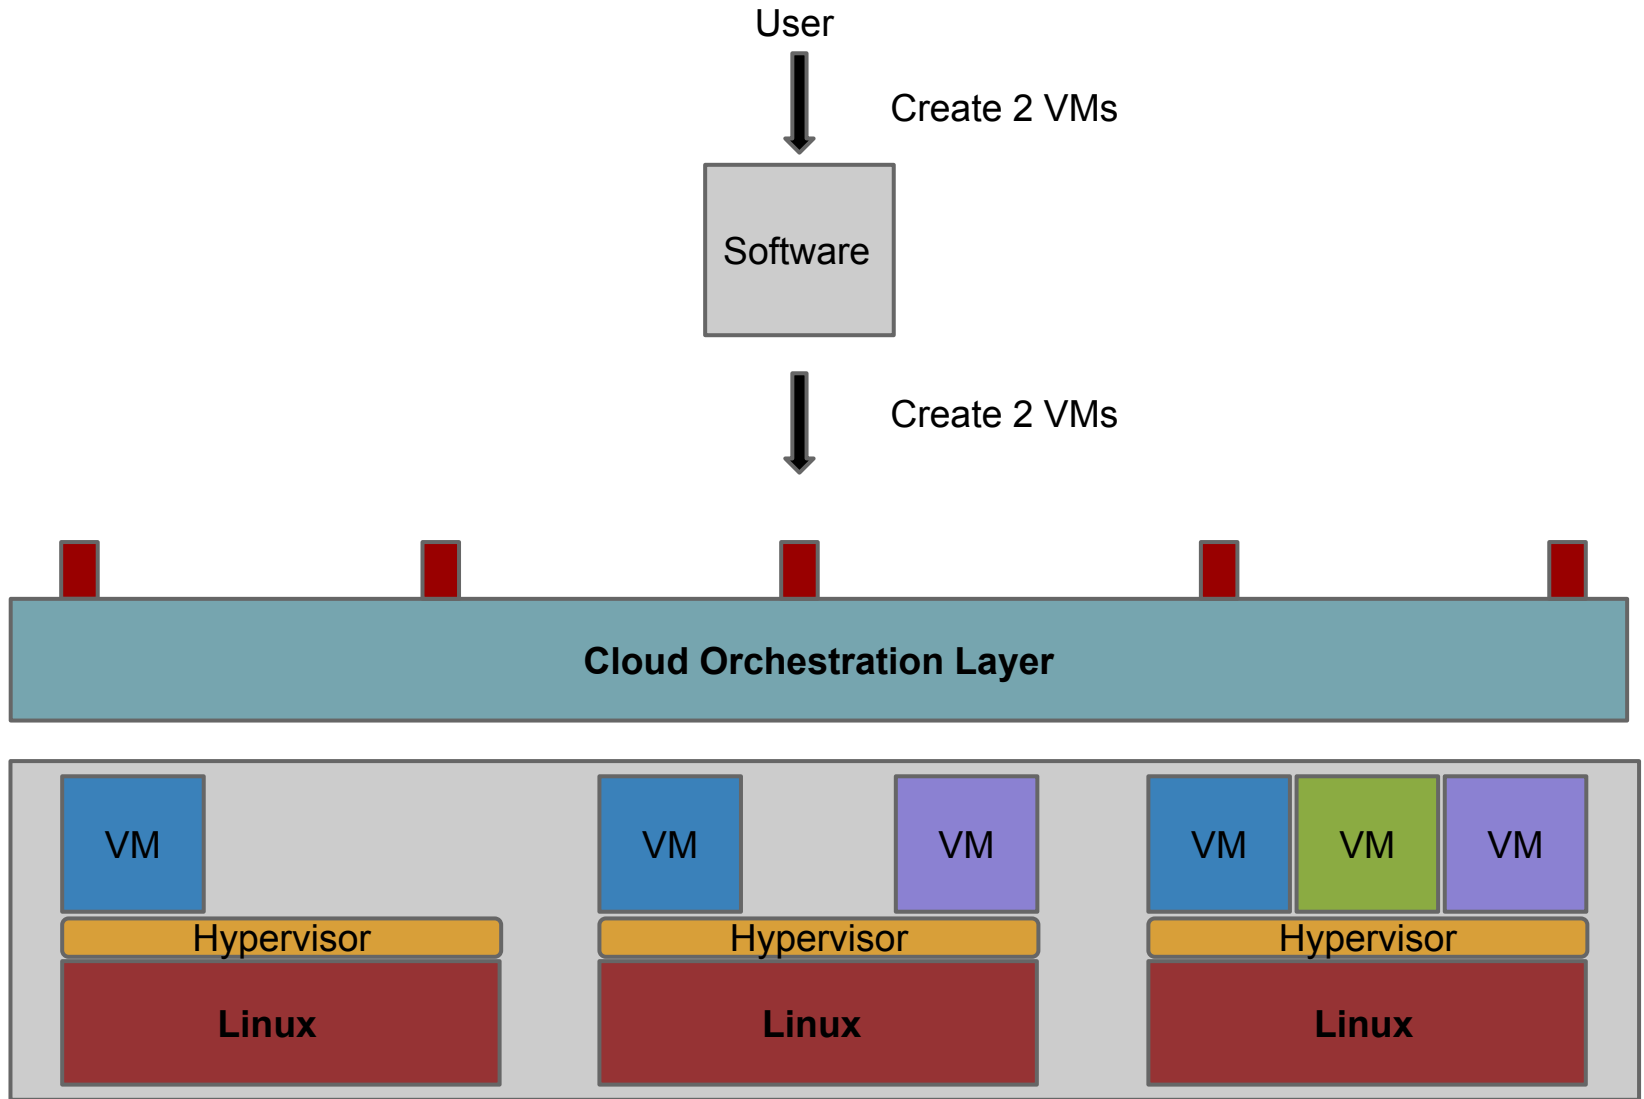 User
Create 2 VMs
Software
Create 2 VMs
Cloud Orchestration Layer
VM
VM
VM
VM
VM
VM
Hypervisor
Hypervisor
Hypervisor
Linux
Linux
Linux